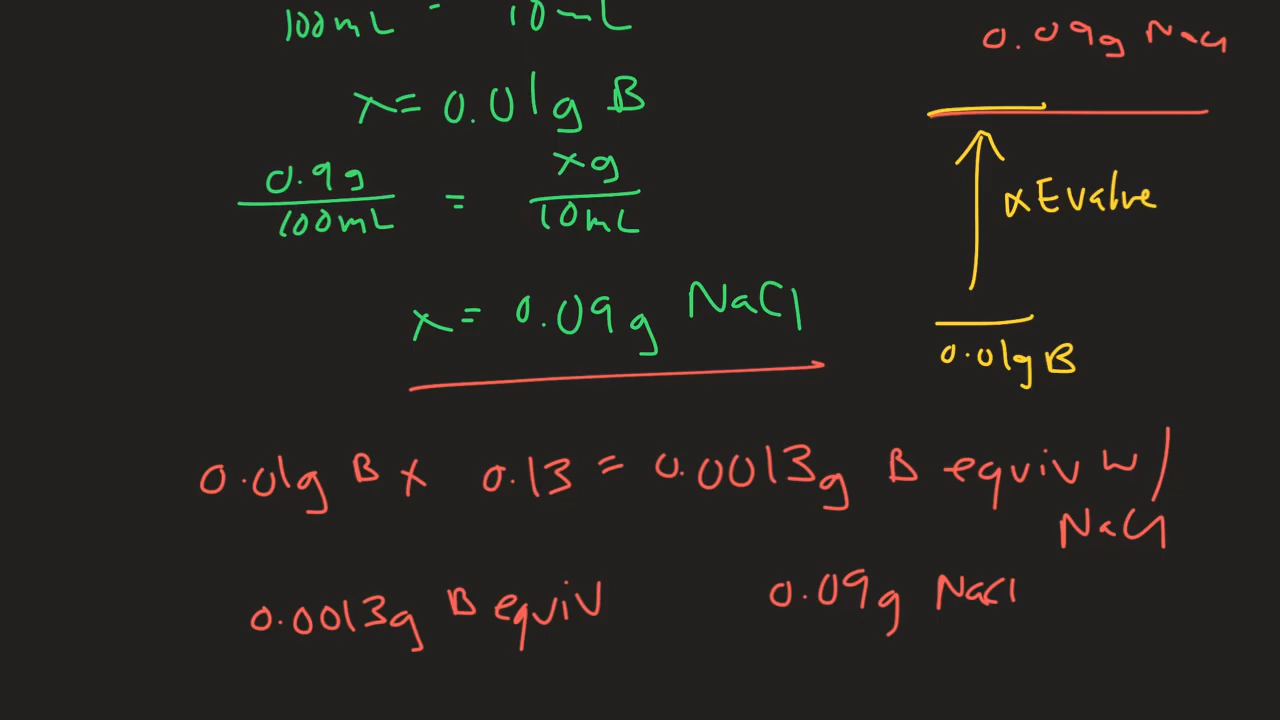 100mL = 10mL
x = 0.01g B
0.9g / 100mL = xg / 10mL
x = 0.09g NaCl
0.09g NaCl
x E value
0.01g B
0.01g B x 0.13 = 0.0013g B equiv w/
NaCl
0.0013g B equiv 0.09g NaCl